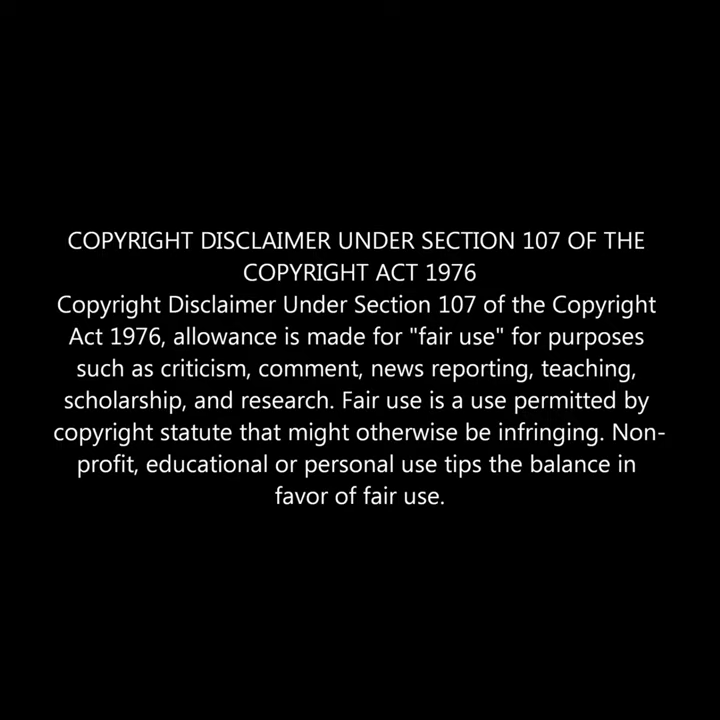 COPYRIGHT DISCLAIMER UNDER SECTION 107 OF THE
COPYRIGHT ACT 1976
Copyright Disclaimer Under Section 107 of the Copyright
Act 1976, allowance is made for "fair use" for purposes
such as criticism, comment, news reporting, teaching,
scholarship, and research. Fair use is a use permitted by
copyright statute that might otherwise be infringing. Non-
profit, educational or personal use tips the balance in
favor of fair use.